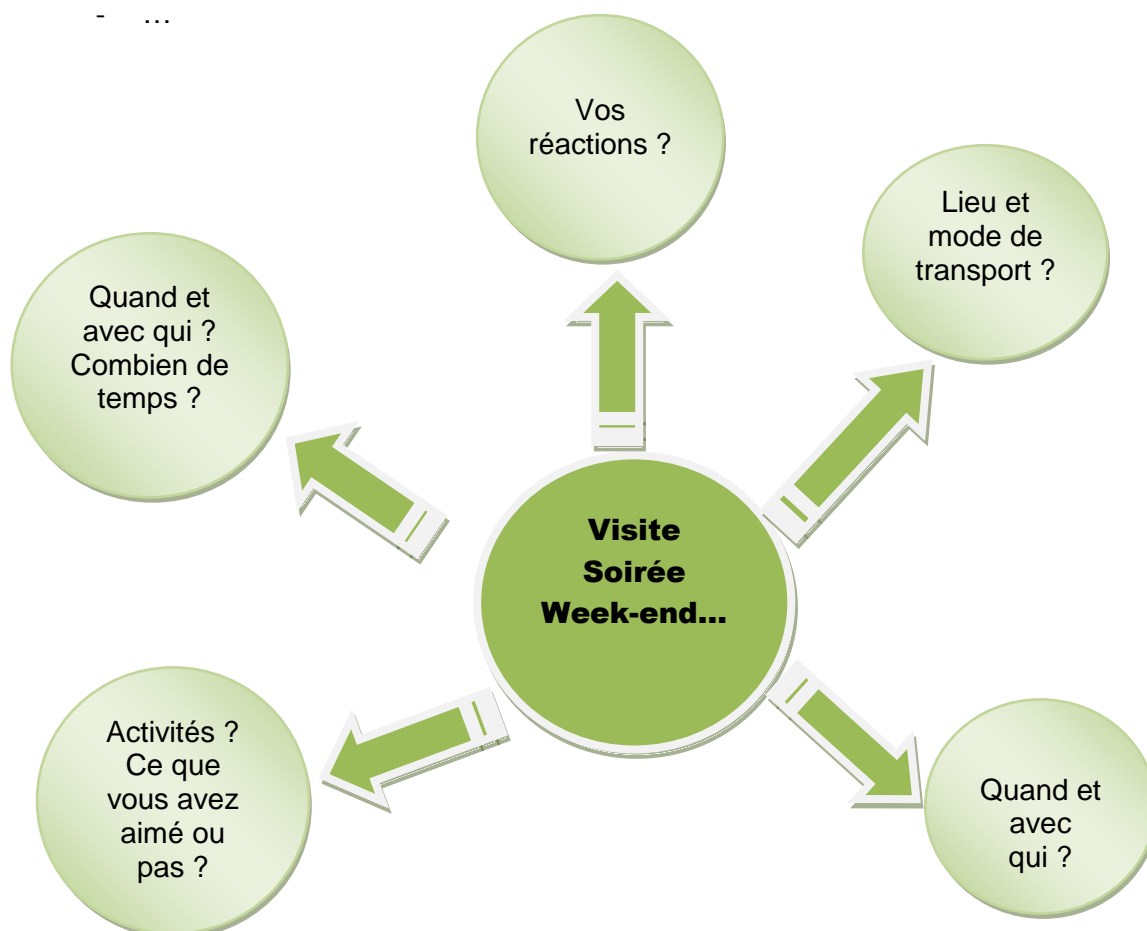 - …
Vos
réactions ?
Lieu et
mode de
transport ?
Quand et
avec qui ?
Combien de
temps ?
Visite
Soirée
Week-end…
Activités ?
Ce que
vous avez
aimé ou
pas ?
Quand et
avec
qui ?